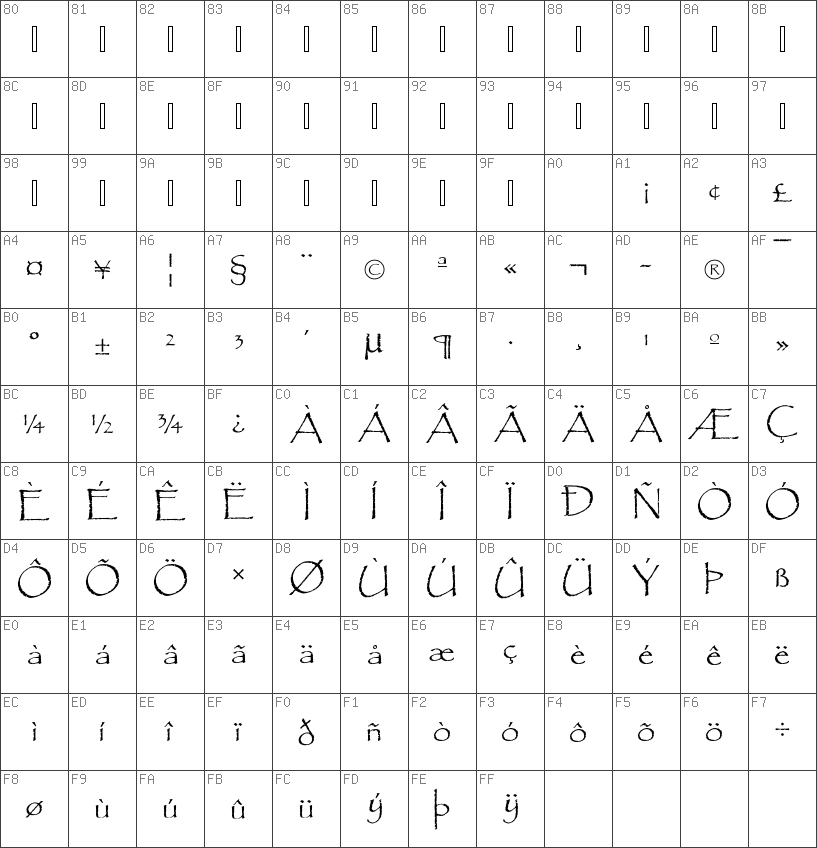 80 81 82 83 84 85 86 87 88 89 8A 8B
8C 8D 8E 8F 90 91 92 93 94 95 96 97
98 99 9A 9B 9C 9D 9E 9F A0 A1 A2 A3
¡ ¢ £
A4 A5 A6 A7 A8 A9 AA AB AC AD AE AF
¤ ¥ ¦ § ¨ © ª « ¬ - ® ¯
B0 B1 B2 B3 B4 B5 B6 B7 B8 B9 BA BB
° ± ² ³ ´ µ ¶ · ¸ ¹ º »
BC BD BE BF C0 C1 C2 C3 C4 C5 C6 C7
¼ ½ ¾ ¿ À Á Â Ã Ä Å Æ Ç
C8 C9 CA CB CC CD CE CF D0 D1 D2 D3
È É Ê Ë Ì Í Î Ï Ð Ñ Ò Ó
D4 D5 D6 D7 D8 D9 DA DB DC DD DE DF
Ô Õ Ö × Ø Ù Ú Û Ü Ý Þ ß
E0 E1 E2 E3 E4 E5 E6 E7 E8 E9 EA EB
à á â ã ä å æ ç è é ê ë
EC ED EE EF F0 F1 F2 F3 F4 F5 F6 F7
ì í î ï ð ñ ò ó ô õ ö ÷
F8 F9 FA FB FC FD FE FF
ø ù ú û ü ý þ ÿ